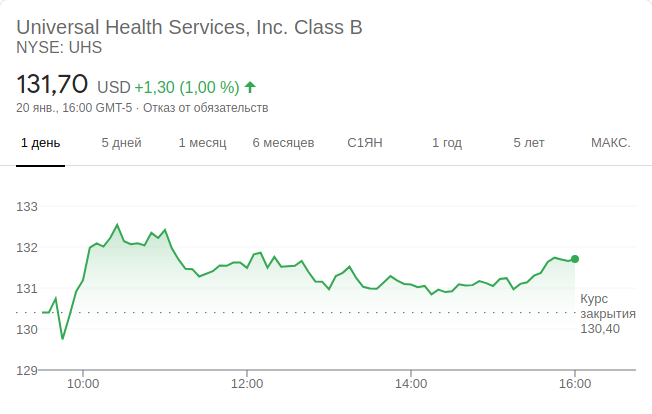 Universal Health Services, Inc. Class B
NYSE: UHS
131,70 USD +1,30 (1,00 %)
20 янв., 16:00 GMT-5 · Отказ от обязательств
1 день 5 дней 1 месяц 6 месяцев С1ЯН 1 год 5 лет МАКС.
133
132
131
130
129
Курс
закрытия
130,40
10:00 12:00 14:00 16:00